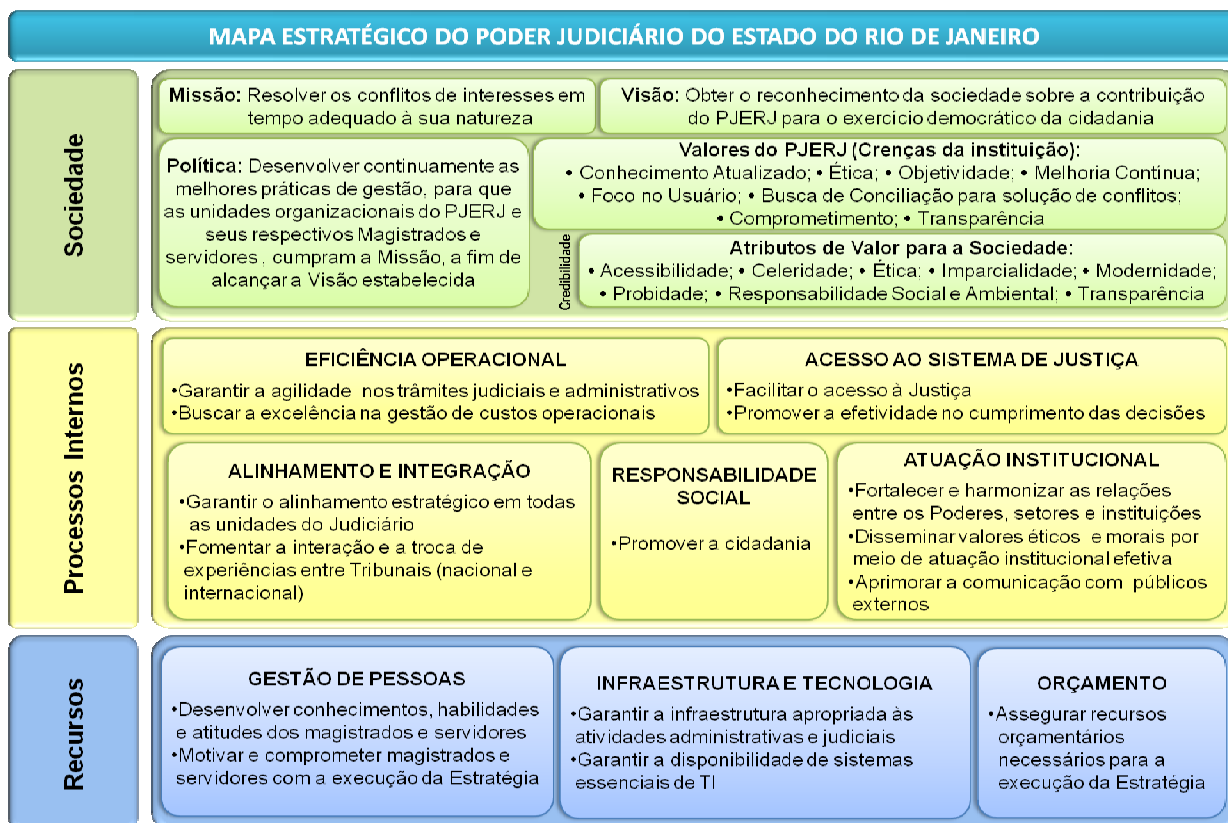 MAPA ESTRATÉGICO DO PODER JUDICIÁRIO DO ESTADO DO RIO DE JANEIRO
Sociedade
Missão: Resolver os conflitos de interesses em
tempo adequado à sua natureza
Visão: Obter o reconhecimento da sociedade sobre a contribuição
do PJERJ para o exercício democrático da cidadania
Política: Desenvolver continuamente as
melhores práticas de gestão, para que
as unidades organizacionais do PJERJ e
seus respectivos Magistrados e
servidores, cumpram a Missão, a fim de
alcançar a Visão estabelecida
Valores do PJERJ (Crenças da instituição):
• Conhecimento Atualizado; • Ética; • Objetividade; • Melhoria Contínua;
• Foco no Usuário; • Busca de Conciliação para solução de conflitos;
• Comprometimento; • Transparência
Credibilidade
Atributos de Valor para a Sociedade:
• Acessibilidade; • Celeridade; • Ética; • Imparcialidade; • Modernidade;
• Probidade; • Responsabilidade Social e Ambiental; • Transparência
Processos Internos
EFICIÊNCIA OPERACIONAL
•Garantir a agilidade nos trâmites judiciais e administrativos
•Buscar a excelência na gestão de custos operacionais
ACESSO AO SISTEMA DE JUSTIÇA
•Facilitar o acesso à Justiça
•Promover a efetividade no cumprimento das decisões
ALINHAMENTO E INTEGRAÇÃO
•Garantir o alinhamento estratégico em todas
as unidades do Judiciário
•Fomentar a interação e a troca de
experiências entre Tribunais (nacional e
internacional)
RESPONSABILIDADE
SOCIAL
•Promover a cidadania
ATUAÇÃO INSTITUCIONAL
•Fortalecer e harmonizar as relações
entre os Poderes, setores e instituições
•Disseminar valores éticos e morais por
meio de atuação institucional efetiva
•Aprimorar a comunicação com públicos
externos
Recursos
GESTÃO DE PESSOAS
•Desenvolver conhecimentos, habilidades
e atitudes dos magistrados e servidores
•Motivar e comprometer magistrados e
servidores com a execução da Estratégia
INFRAESTRUTURA E TECNOLOGIA
•Garantir a infraestrutura apropriada às
atividades administrativas e judiciais
•Garantir a disponibilidade de sistemas
essenciais de TI
ORÇAMENTO
•Assegurar recursos
orçamentários
necessários para a
execução da Estratégia